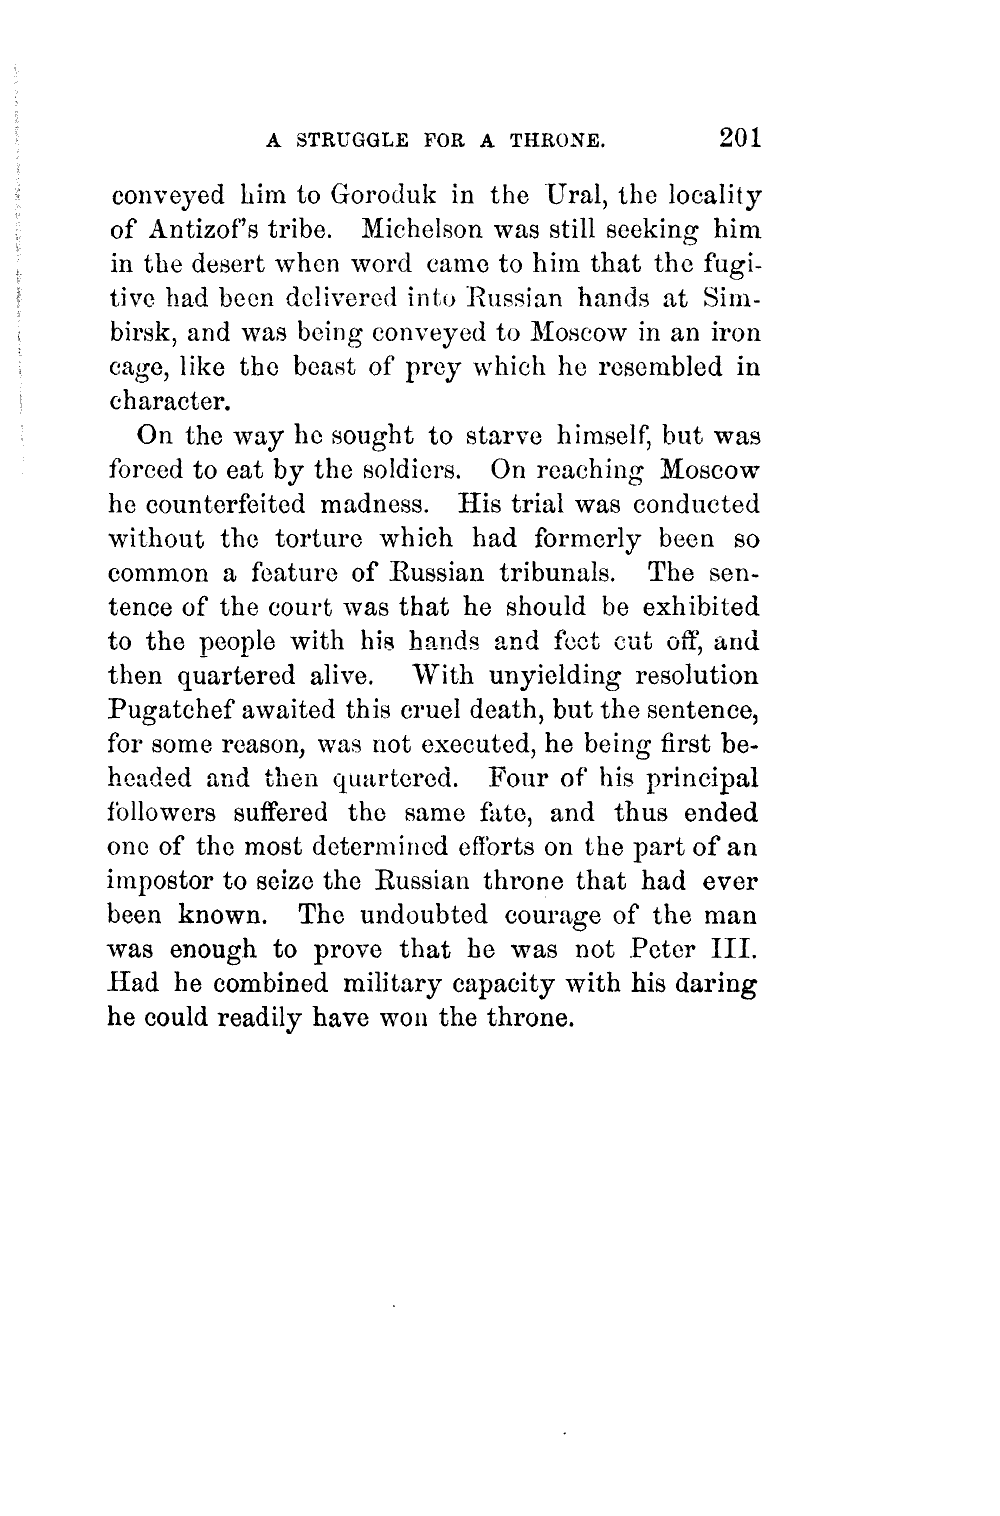 A STRUGGLE FOR A THRONE. 201
conveyed him to Goroduk in the Ural, the locality
of Antizof's tribe. Michelson was still seeking him
in the desert when word came to him that the fugi-
tive had been delivered into Russian hands at Sim-
birsk, and was being conveyed to Moscow in an iron
cage, like the beast of prey which he resembled in
character.
On the way he sought to starve himself, but was
forced to eat by the soldiers. On reaching Moscow
he counterfeited madness. His trial was conducted
without the torture which had formerly been so
common a feature of Russian tribunals. The sen-
tence of the court was that he should be exhibited
to the people with his hands and feet cut off, and
then quartered alive. With unyielding resolution
Pugatchef awaited this cruel death, but the sentence,
for some reason, was not executed, he being first be-
headed and then quartered. Four of his principal
followers suffered the same fate, and thus ended
one of the most determined efforts on the part of an
impostor to seize the Russian throne that had ever
been known. The undoubted courage of the man
was enough to prove that he was not Peter III.
Had he combined military capacity with his daring
he could readily have won the throne.